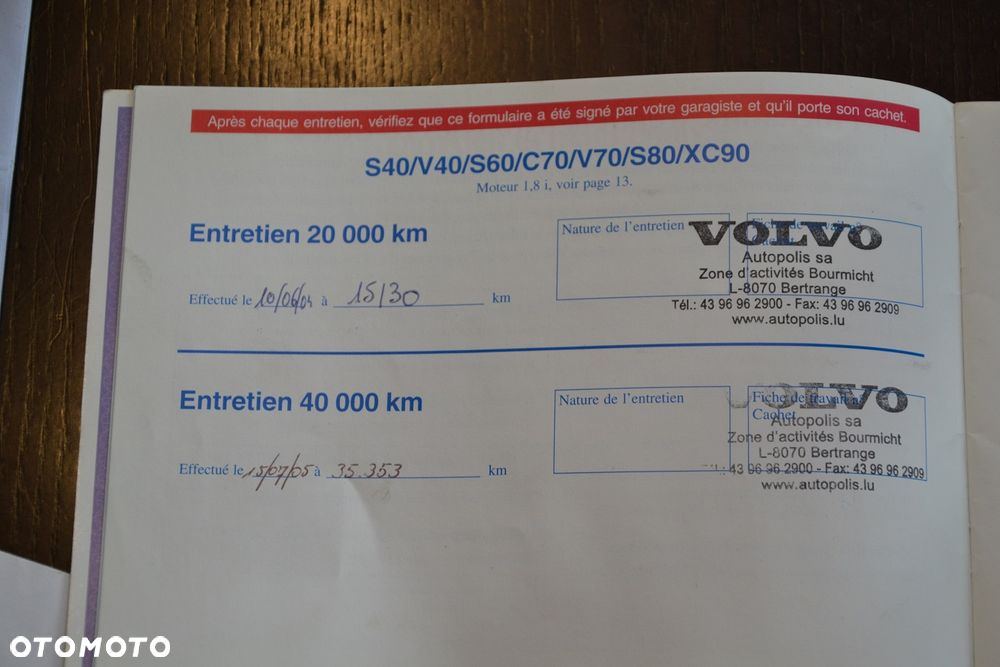 Après chaque entretien, vérifiez que ce formulaire a été signé par votre garagiste et qu'il porte son cachet.
S40/V40/S60/C70/V70/S80/XC90
Moteur 1,8 i, voir page 13.
Entretien 20 000 km
Effectué le 10/06/04 à 15130 km
Nature de l'entretien
Fiche de travail n°
Cachet
VOLVO
Autopolis sa
Zone d'activités Bourmicht
L-8070 Bertrange
Tél.: 43 96 96 2900 - Fax: 43 96 96 2909
www.autopolis.lu
Entretien 40 000 km
Effectué le 15/07/05 à 35.353 km
Nature de l'entretien
Fiche de travail n°
Cachet
VOLVO
Autopolis sa
Zone d'activités Bourmicht
L-8070 Bertrange
43 96 96 2900 - Fax: 43 96 96 2909
www.autopolis.lu
OTOMOTO